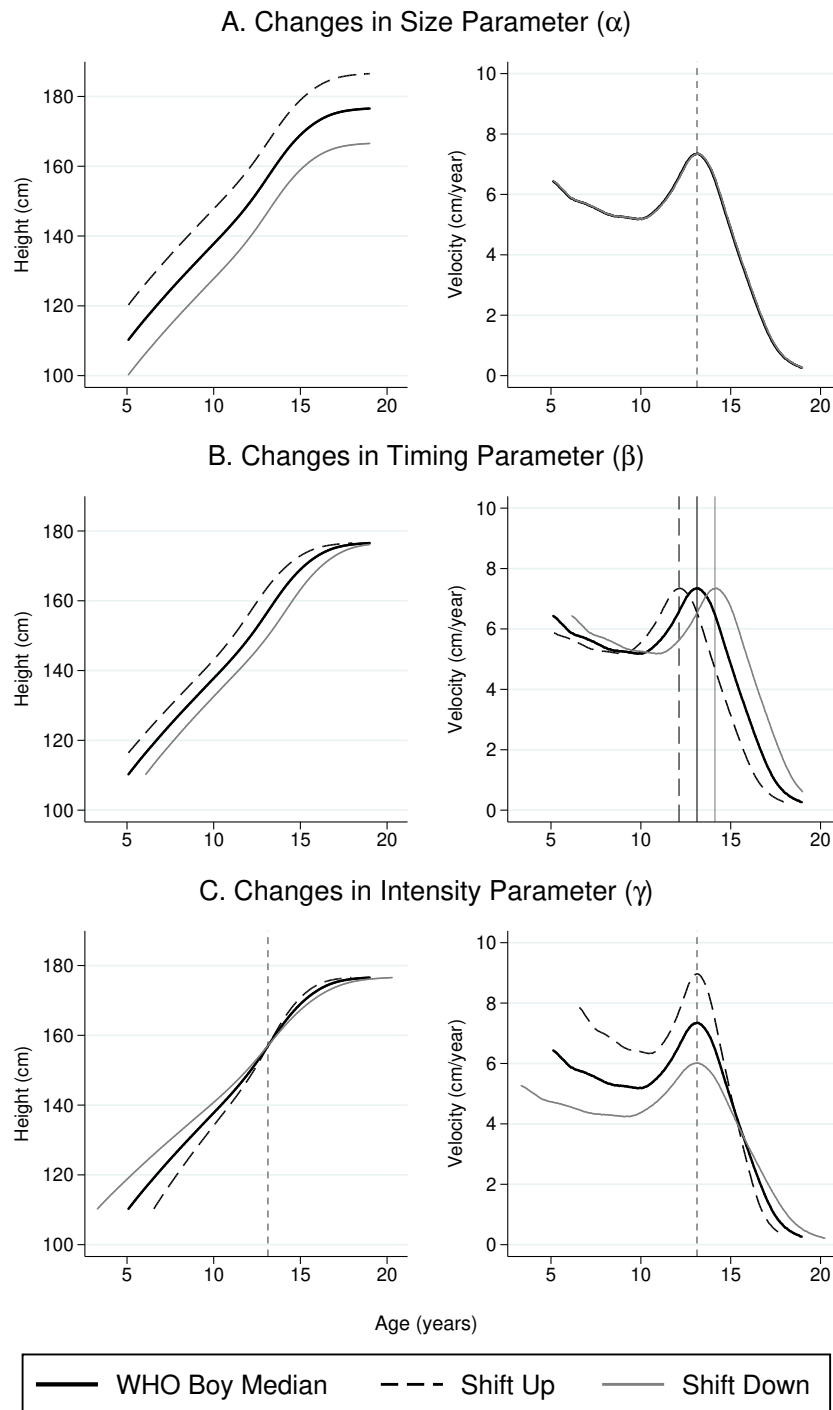 A. Changes in Size Parameter (α)
Height (cm)
180
160
140
120
100
5 10 15 20
Velocity (cm/year)
10
8
6
4
2
0
5 10 15 20
B. Changes in Timing Parameter (β)
Height (cm)
180
160
140
120
100
5 10 15 20
Velocity (cm/year)
10
8
6
4
2
0
5 10 15 20
C. Changes in Intensity Parameter (γ)
Height (cm)
180
160
140
120
100
5 10 15 20
Velocity (cm/year)
10
8
6
4
2
0
5 10 15 20
Age (years)
WHO Boy Median Shift Up Shift Down